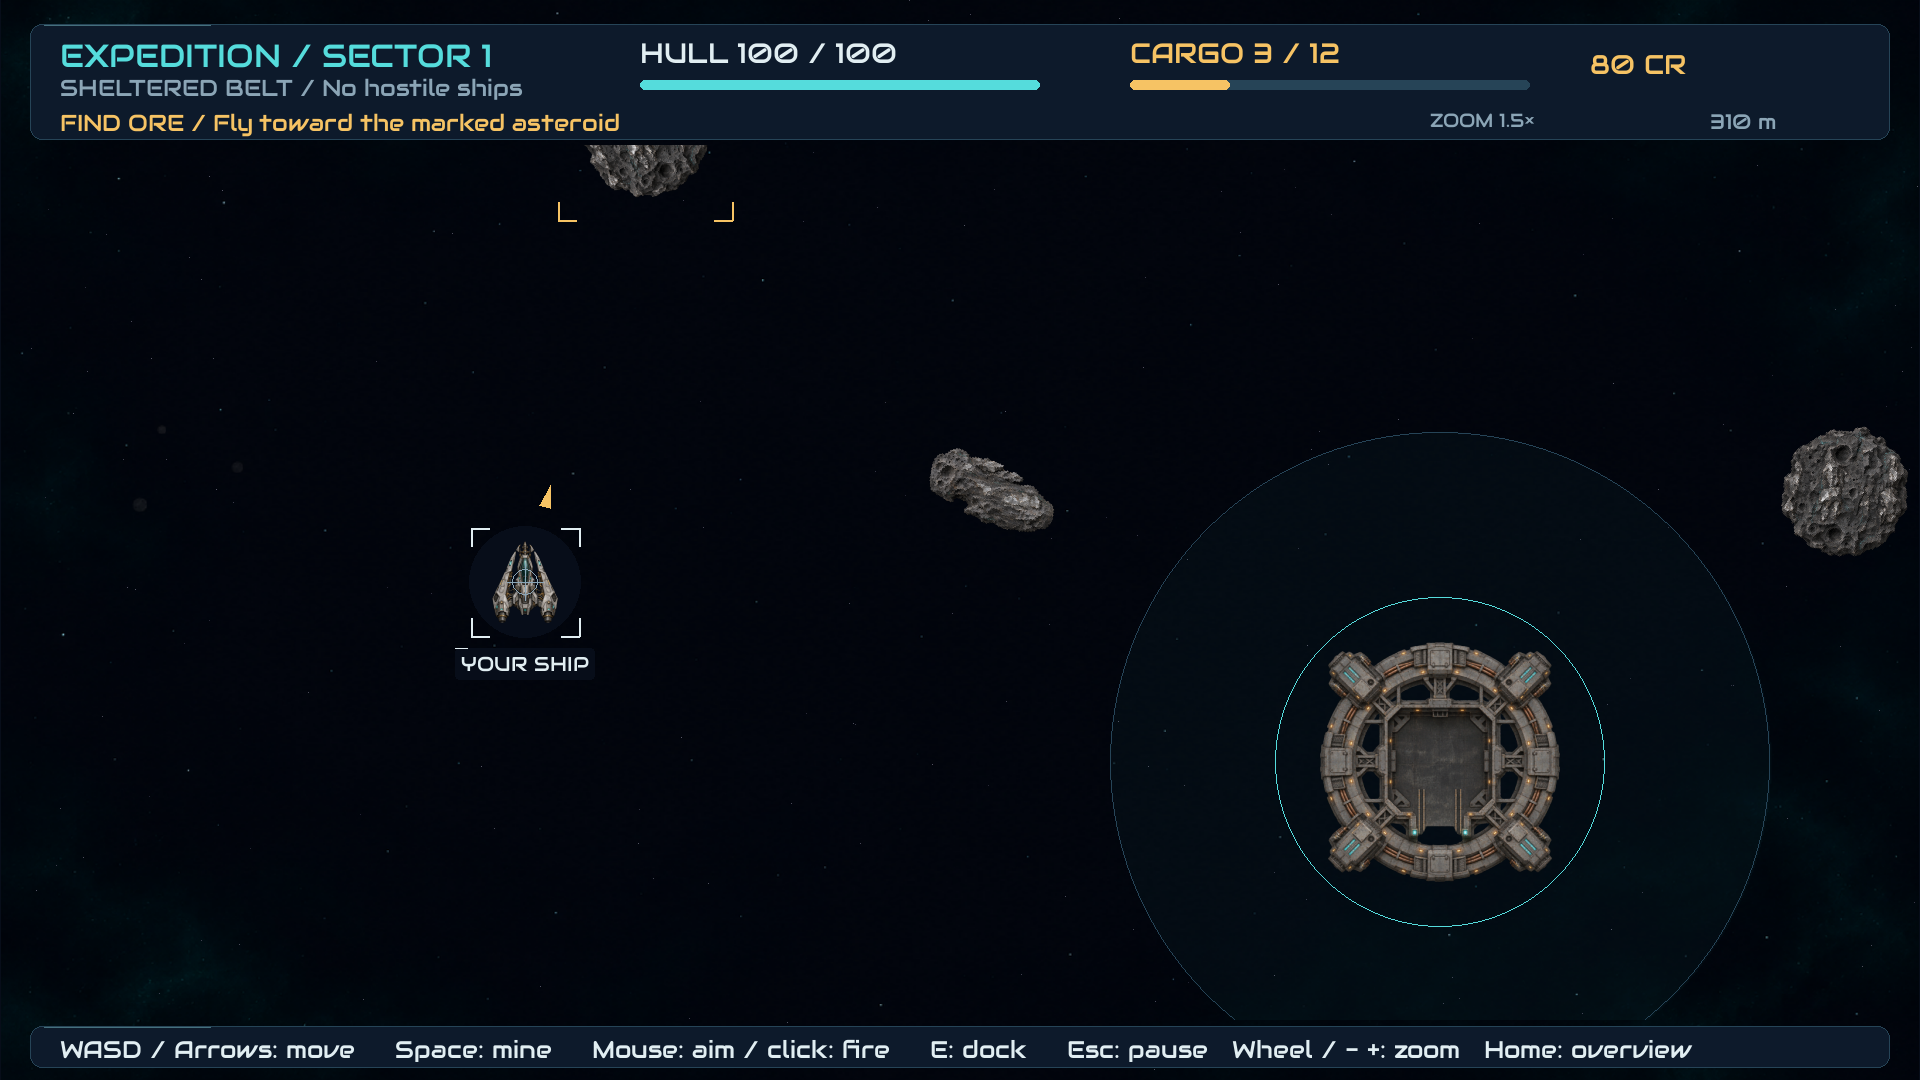 EXPEDITION / SECTOR 1
SHELTERED BELT / No hostile ships
FIND ORE / Fly toward the marked asteroid
HULL 100 / 100
CARGO 3 / 12
80 CR
ZOOM 1.5×
310 m
YOUR SHIP
WASD / Arrows: move
Space: mine
Mouse: aim / click: fire
E: dock
Esc: pause
Wheel / - +: zoom
Home: overview